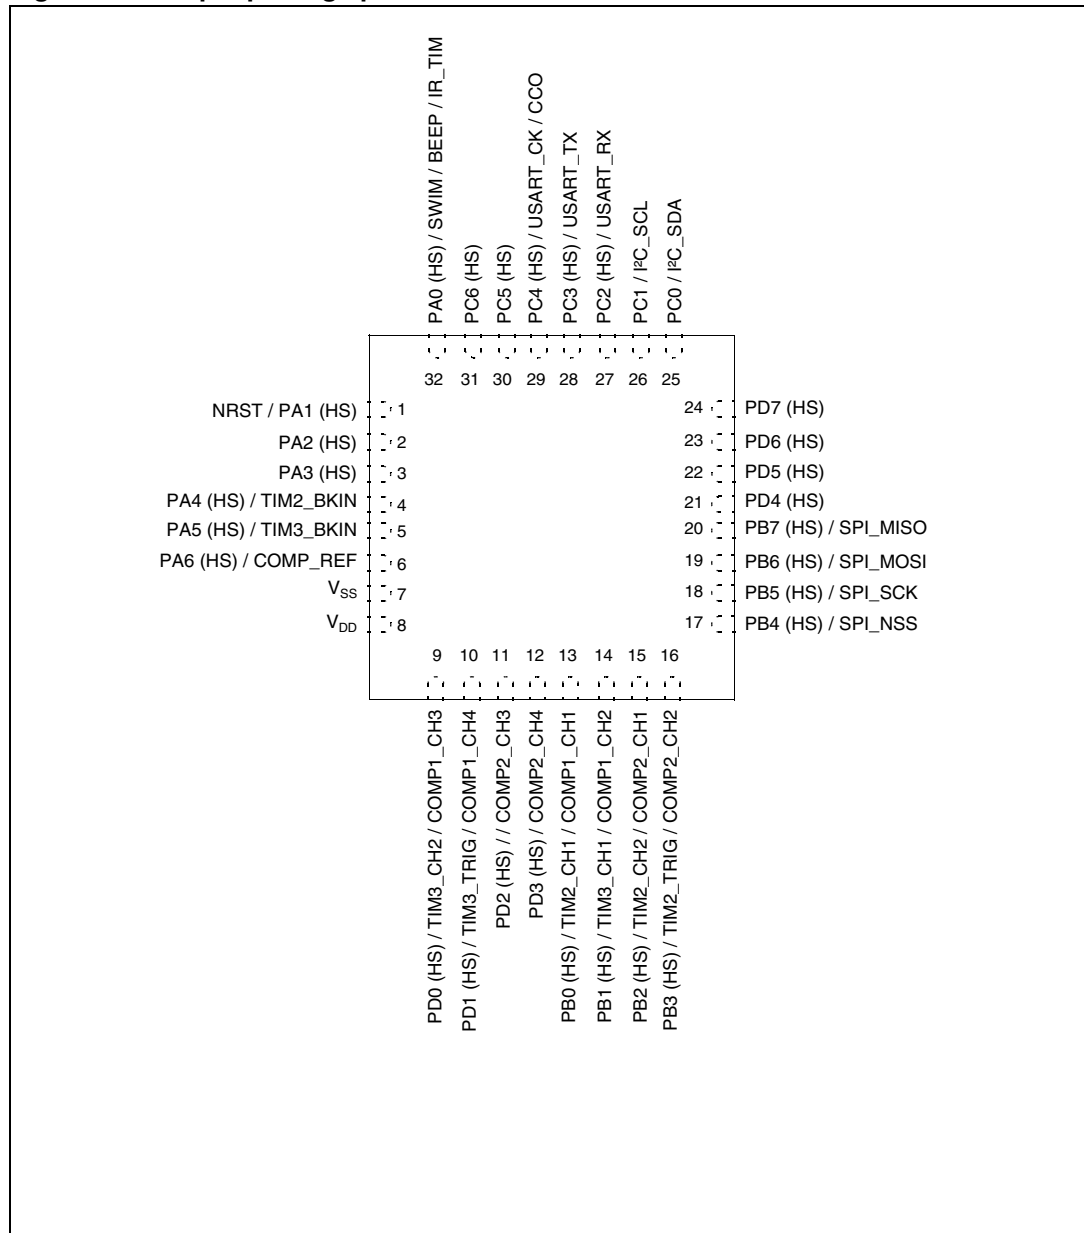 PA0 (HS) / SWIM / BEEP / IR_TIM
PC6 (HS)
PC5 (HS)
PC4 (HS) / USART_CK / CCO
PC3 (HS) / USART_TX
PC2 (HS) / USART_RX
PC1 / I²C_SCL
PC0 / I²C_SDA
32 31 30 29 28 27 26 25
NRST / PA1 (HS) 1
PA2 (HS) 2
PA3 (HS) 3
PA4 (HS) / TIM2_BKIN 4
PA5 (HS) / TIM3_BKIN 5
PA6 (HS) / COMP_REF 6
VSS 7
VDD 8
24 PD7 (HS)
23 PD6 (HS)
22 PD5 (HS)
21 PD4 (HS)
20 PB7 (HS) / SPI_MISO
19 PB6 (HS) / SPI_MOSI
18 PB5 (HS) / SPI_SCK
17 PB4 (HS) / SPI_NSS
9 10 11 12 13 14 15 16
PD0 (HS) / TIM3_CH2 / COMP1_CH3
PD1 (HS) / TIM3_TRIG / COMP1_CH4
PD2 (HS) / / COMP2_CH3
PD3 (HS) / COMP2_CH4
PB0 (HS) / TIM2_CH1 / COMP1_CH1
PB1 (HS) / TIM3_CH1 / COMP1_CH2
PB2 (HS) / TIM2_CH2 / COMP2_CH1
PB3 (HS) / TIM2_TRIG / COMP2_CH2